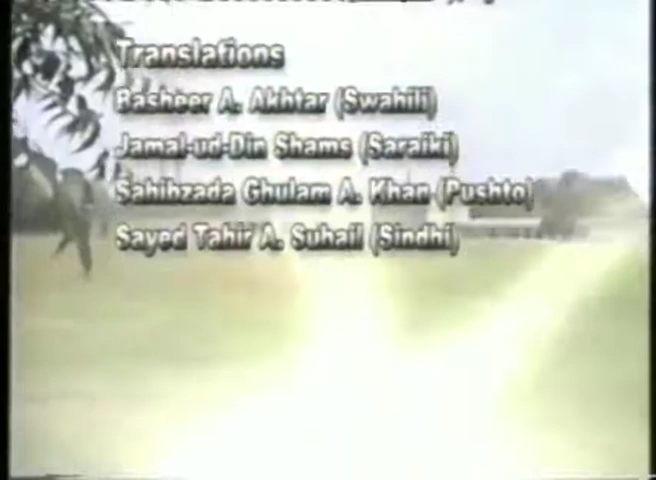 Translations
Basheer A. Akhtar (Swahili)
Jamal-ud-Din Shams (Saraiki)
Sahibzada Ghulam A. Khan (Pushto)
Sayed Tahir A. Suhail (Sindhi)